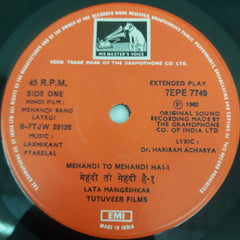 "HIS MASTER'S VOICE"
REGD. TRADE MARK OF THE GRAMOPHONE CO. OF INDIA LTD.
45 R.P.M.
SIDE ONE
HINDI FILM :
MEHANDI RANG
LAYEGI
S-7TJW 29126
MUSIC :
LAXMIKANT
PYARELAL
EXTENDED PLAY
7EPE 7749
℗ 1982
ORIGINAL SOUND
RECORDING MADE BY
THE GRAMOPHONE
CO. OF INDIA LTD
LYRIC :
Dr. HARIRAM ACHARYA
MEHANDI TO MEHANDI HAI-1
मेहंदी तो मेहंदी है-१
LATA MANGESHKAR
TUTUVEER FILMS
EMI
MADE IN INDIA